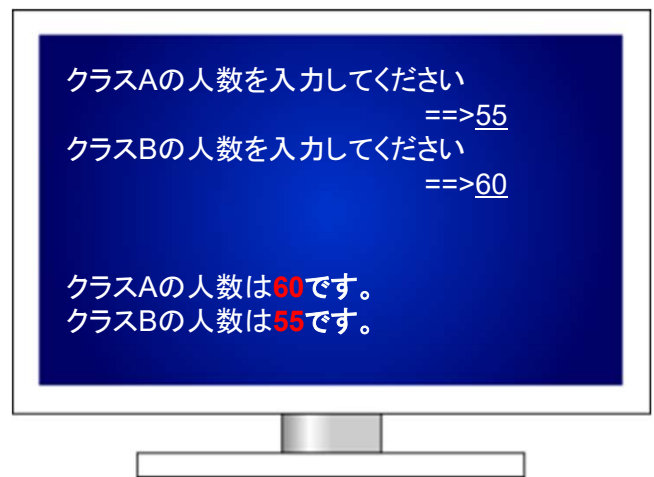 クラスAの人数を入力してください
==>55
クラスBの人数を入力してください
==>60
クラスAの人数は60です。
クラスBの人数は55です。